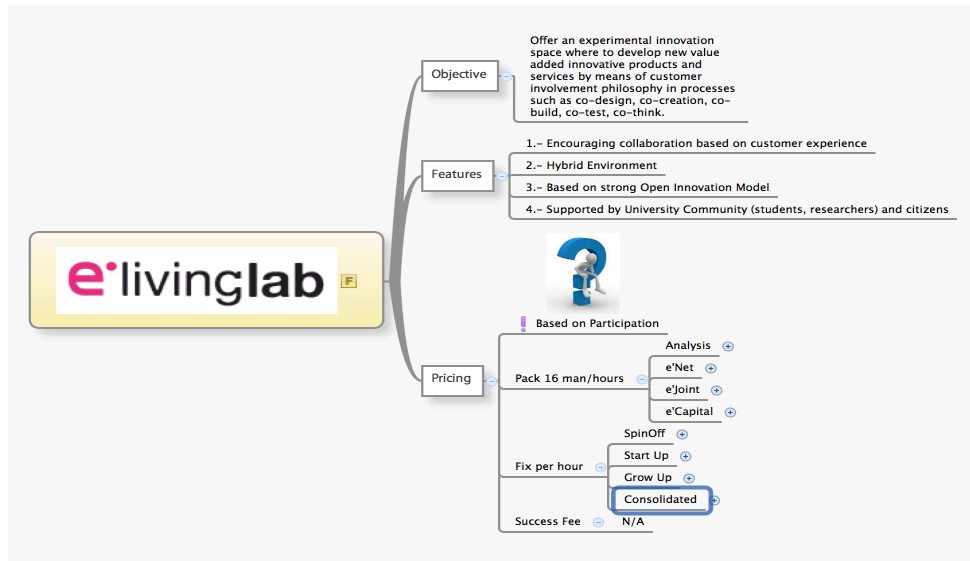 Offer an experimental innovation
space where to develop new value
added innovative products and
services by means of customer
involvement philosophy in processes
such as co-design, co-creation, co-
build, co-test, co-think.
Objective
1.- Encouraging collaboration based on customer experience
Features
2.- Hybrid Environment
3.- Based on strong Open Innovation Model
4.- Supported by University Community (students, researchers) and citizens
e'livinglab
F
Based on Participation
Pricing
Pack 16 man/hours
Analysis
e'Net
e'Joint
e'Capital
Fix per hour
SpinOff
Start Up
Grow Up
Consolidated
Success Fee
N/A